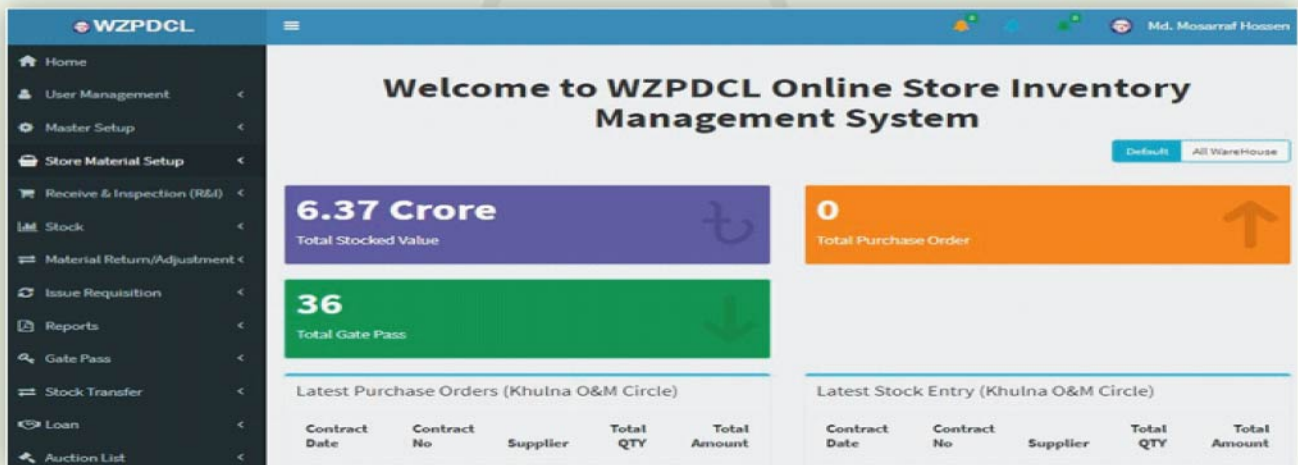 WZPDCL
Md. Mosarraf Hossen
Home
User Management
Master Setup
Store Material Setup
Receive & Inspection (R&I)
Stock
Material Return/Adjustment
Issue Requisition
Reports
Gate Pass
Stock Transfer
Loan
Auction List
Welcome to WZPDCL Online Store Inventory
Management System
Default All WareHouse
6.37 Crore
Total Stocked Value
৳
0
Total Purchase Order
36
Total Gate Pass
Latest Purchase Orders (Khulna O&M Circle)
Contract Date Contract No Supplier Total QTY Total Amount
Latest Stock Entry (Khulna O&M Circle)
Contract Date Contract No Supplier Total QTY Total Amount